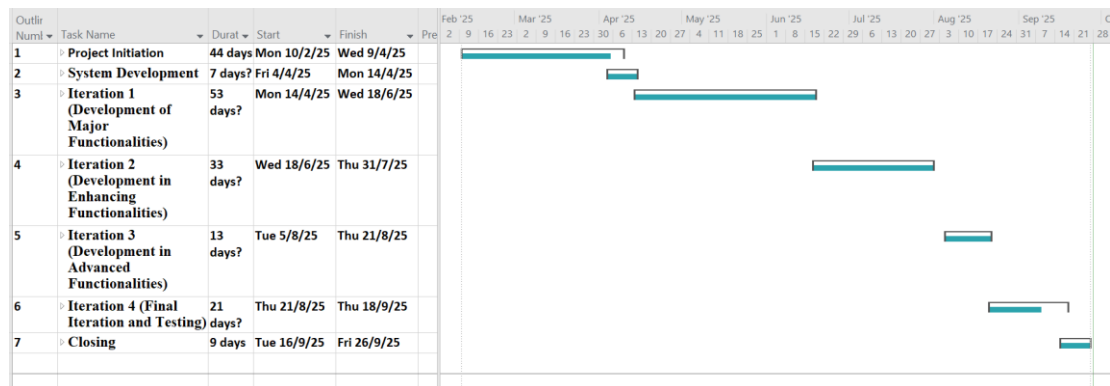 Outlir
Numl Task Name Durat Start Finish Pre
Feb '25 Mar '25 Apr '25 May '25 Jun '25 Jul '25 Aug '25 Sep '25
2 9 16 23 2 9 16 23 30 6 13 20 27 4 11 18 25 1 8 15 22 29 6 13 20 27 3 10 17 24 31 7 14 21 28
1 Project Initiation 44 days Mon 10/2/25 Wed 9/4/25
2 System Development 7 days? Fri 4/4/25 Mon 14/4/25
3 Iteration 1 53 Mon 14/4/25 Wed 18/6/25
(Development of days?
Major
Functionalities)
4 Iteration 2 33 Wed 18/6/25 Thu 31/7/25
(Development in days?
Enhancing
Functionalities)
5 Iteration 3 13 Tue 5/8/25 Thu 21/8/25
(Development in days?
Advanced
Functionalities)
6 Iteration 4 (Final 21 Thu 21/8/25 Thu 18/9/25
Iteration and Testing) days?
7 Closing 9 days Tue 16/9/25 Fri 26/9/25